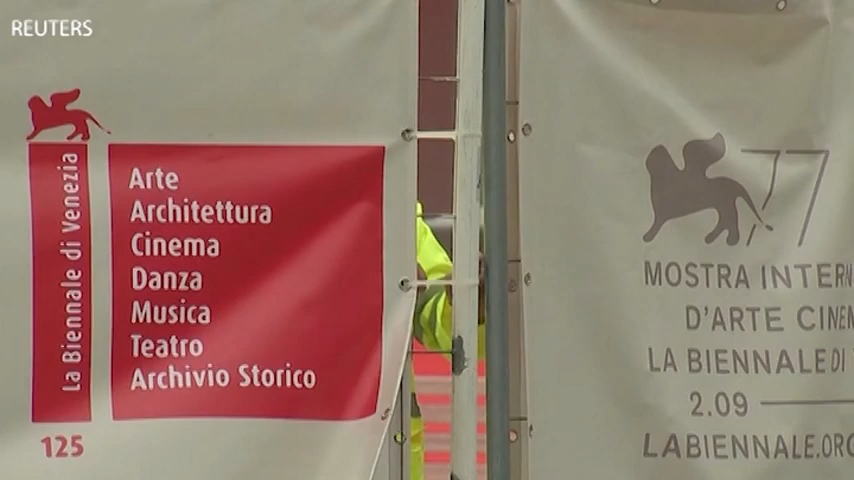 REUTERS
La Biennale di Venezia
125
Arte
Architettura
Cinema
Danza
Musica
Teatro
Archivio Storico
77
MOSTRA INTERN
D'ARTE CINEM
LA BIENNALE DI
2.09
LABIENNALE.ORG